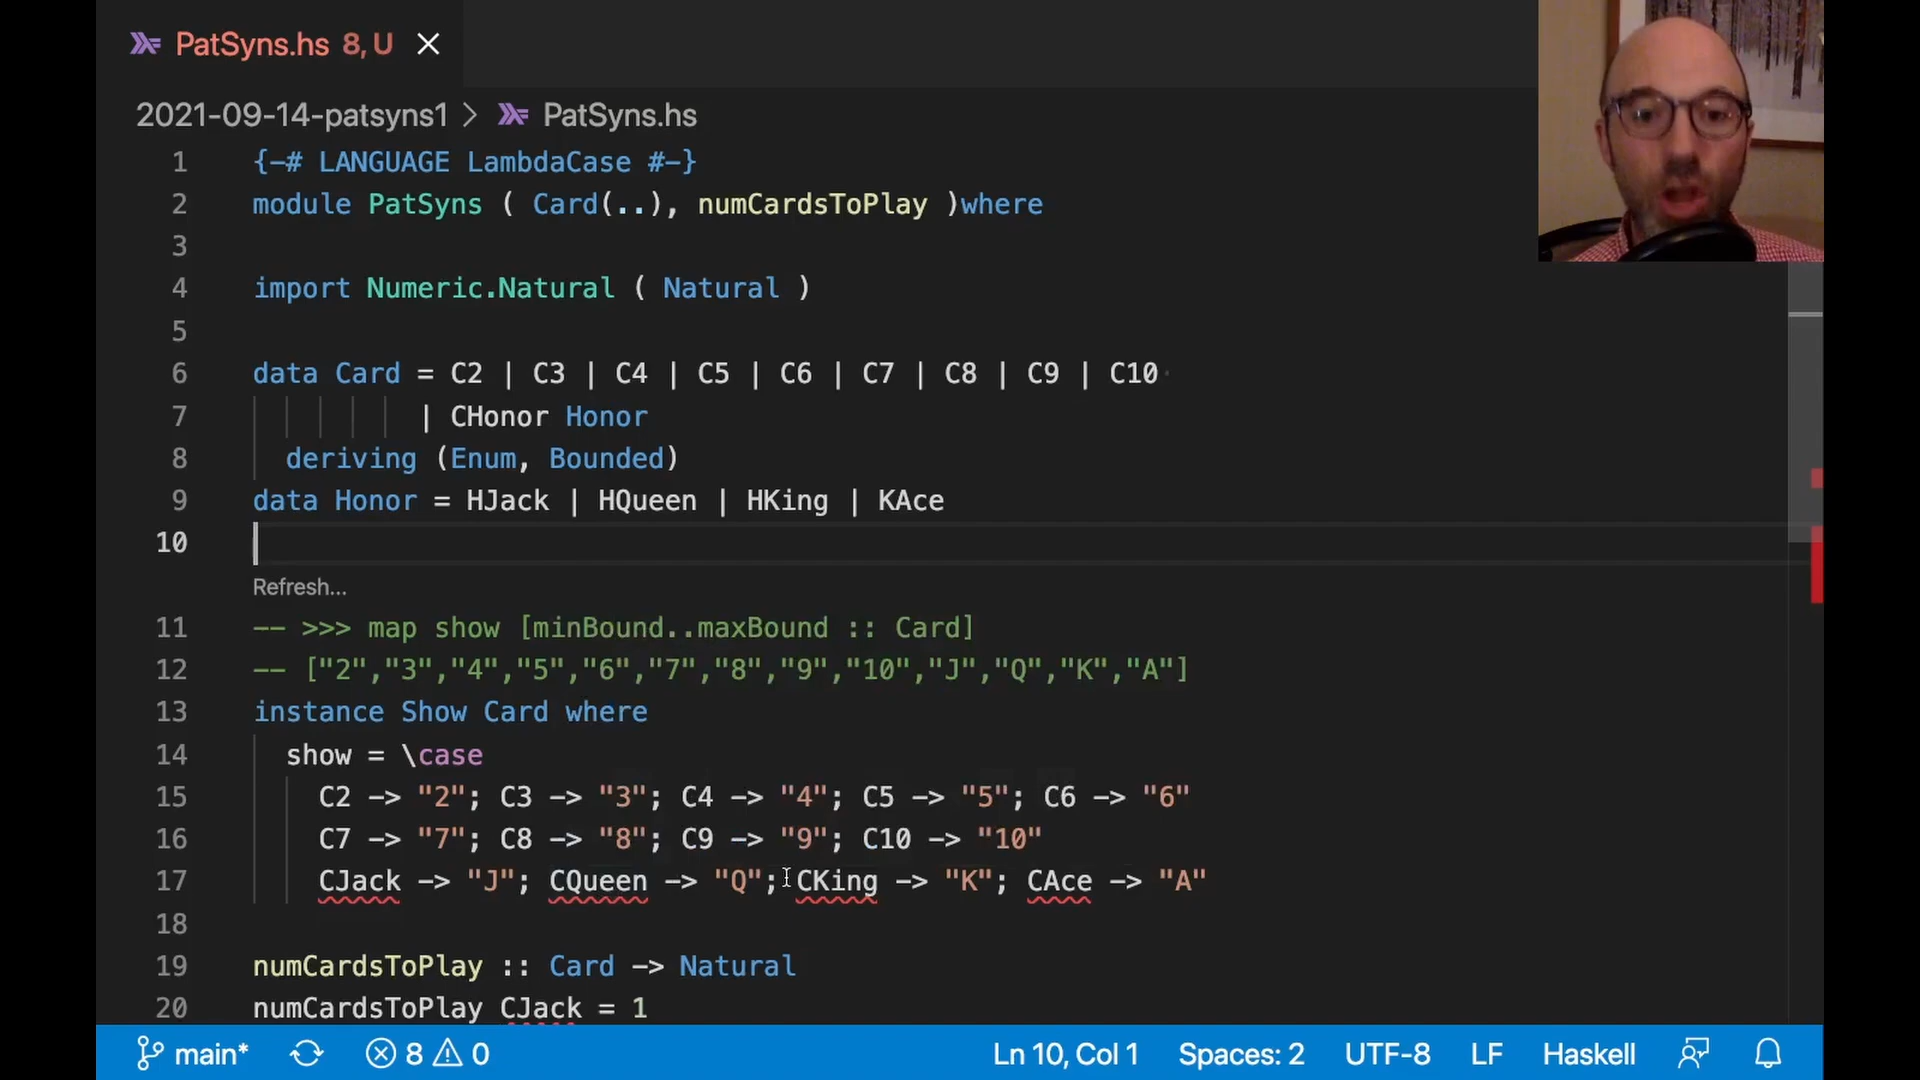 PatSyns.hs 8, U
2021-09-14-patsyns1 > PatSyns.hs
1 {-# LANGUAGE LambdaCase #-}
2 module PatSyns ( Card(..), numCardsToPlay )where
3
4 import Numeric.Natural ( Natural )
5
6 data Card = C2 | C3 | C4 | C5 | C6 | C7 | C8 | C9 | C10
7 | CHonor Honor
8 deriving (Enum, Bounded)
9 data Honor = HJack | HQueen | HKing | KAce
10
Refresh...
11 -- >>> map show [minBound..maxBound :: Card]
12 -- ["2","3","4","5","6","7","8","9","10","J","Q","K","A"]
13 instance Show Card where
14 show = \case
15 C2 -> "2"; C3 -> "3"; C4 -> "4"; C5 -> "5"; C6 -> "6"
16 C7 -> "7"; C8 -> "8"; C9 -> "9"; C10 -> "10"
17 CJack -> "J"; CQueen -> "Q"; CKing -> "K"; CAce -> "A"
18
19 numCardsToPlay :: Card -> Natural
20 numCardsToPlay CJack = 1
main* 8 0 Ln 10, Col 1 Spaces: 2 UTF-8 LF Haskell